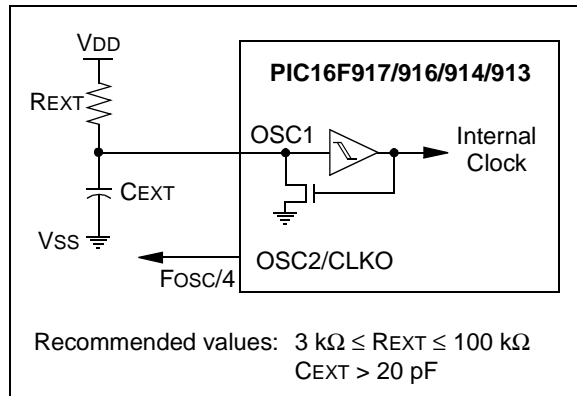 VDD
PIC16F917/916/914/913
REXT
OSC1
Internal
Clock
CEXT
VSS
OSC2/CLKO
FOSC/4
Recommended values: 3 kΩ ≤ REXT ≤ 100 kΩ
CEXT > 20 pF